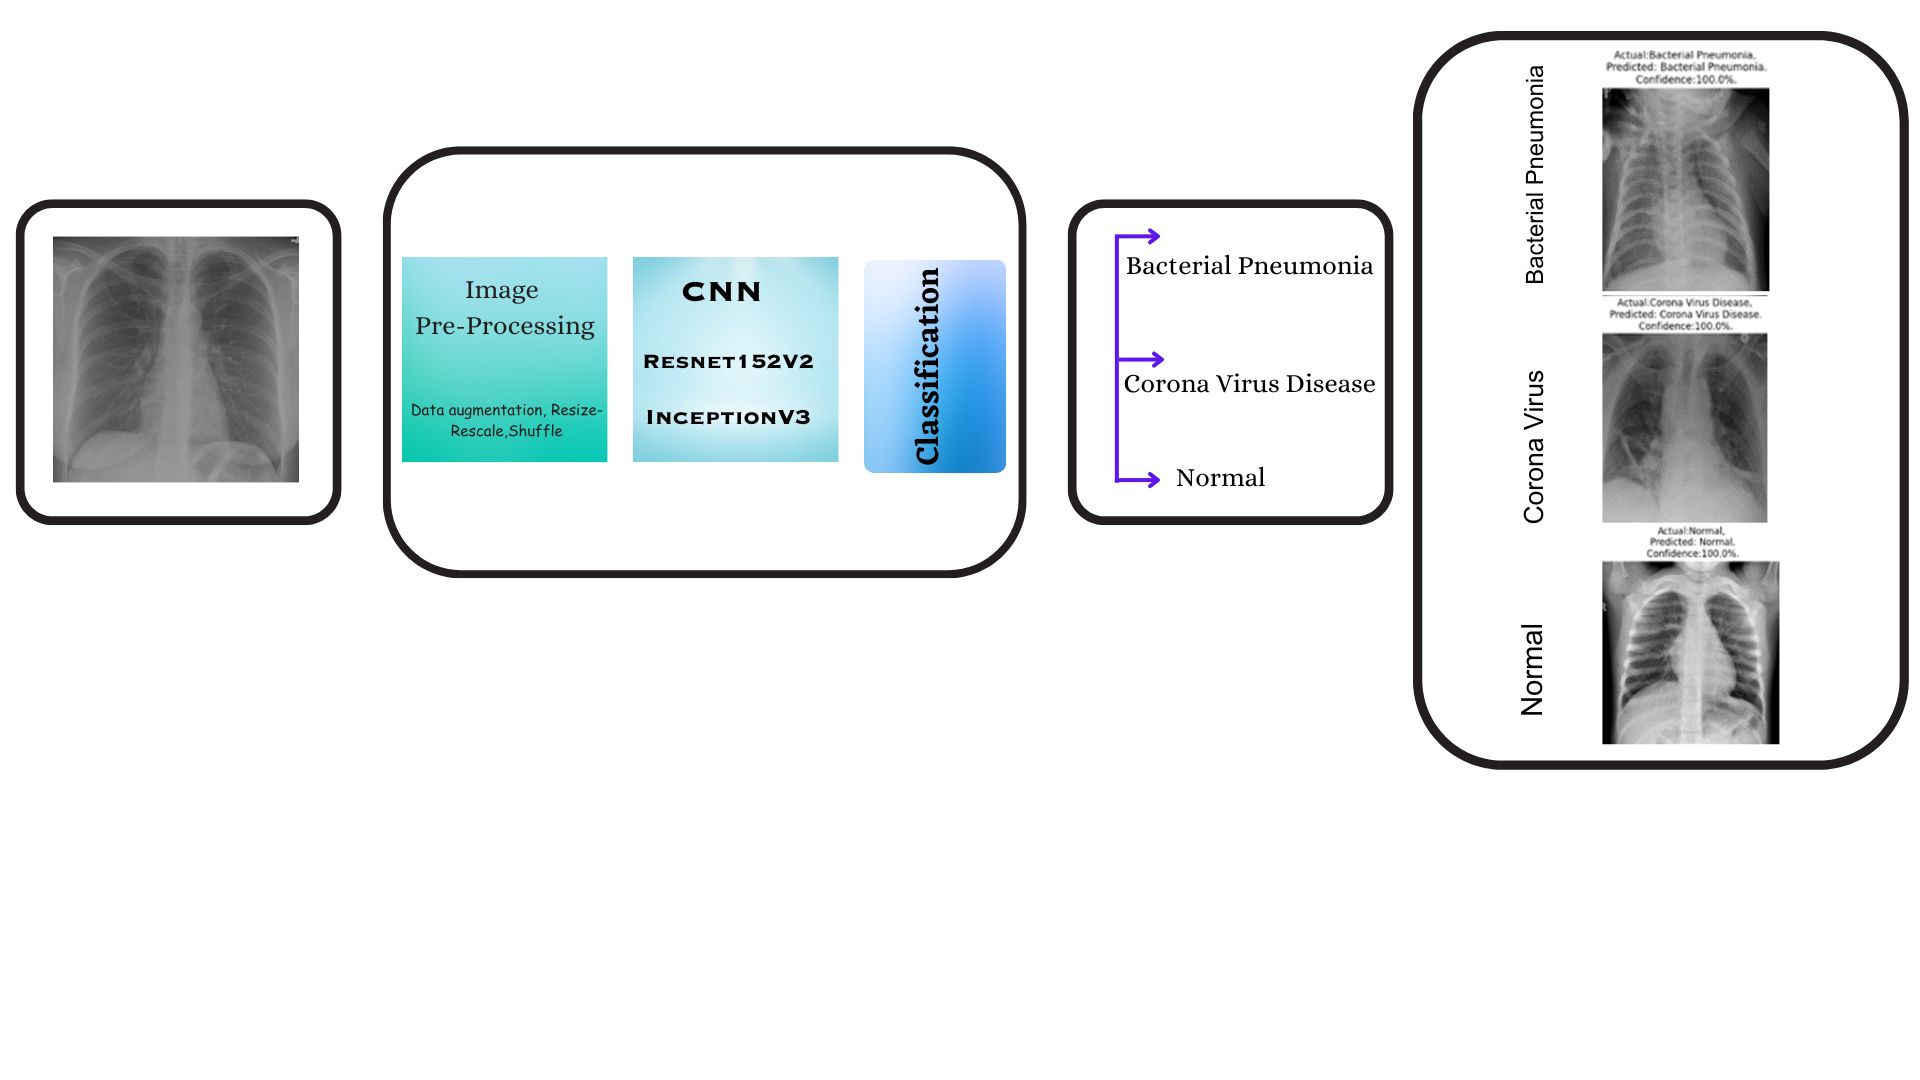 Image
Pre-Processing
Data augmentation, Resize-
Rescale,Shuffle
CNN
Resnet152V2
InceptionV3
Classification
Bacterial Pneumonia
Corona Virus Disease
Normal
Bacterial Pneumonia
Actual:Bacterial Pneumonia,
Predicted: Bacterial Pneumonia.
Confidence:100.0%.
Corona Virus
Actual:Corona Virus Disease,
Predicted: Corona Virus Disease.
Confidence:100.0%.
Normal
Actual:Normal,
Predicted: Normal.
Confidence:100.0%.
R